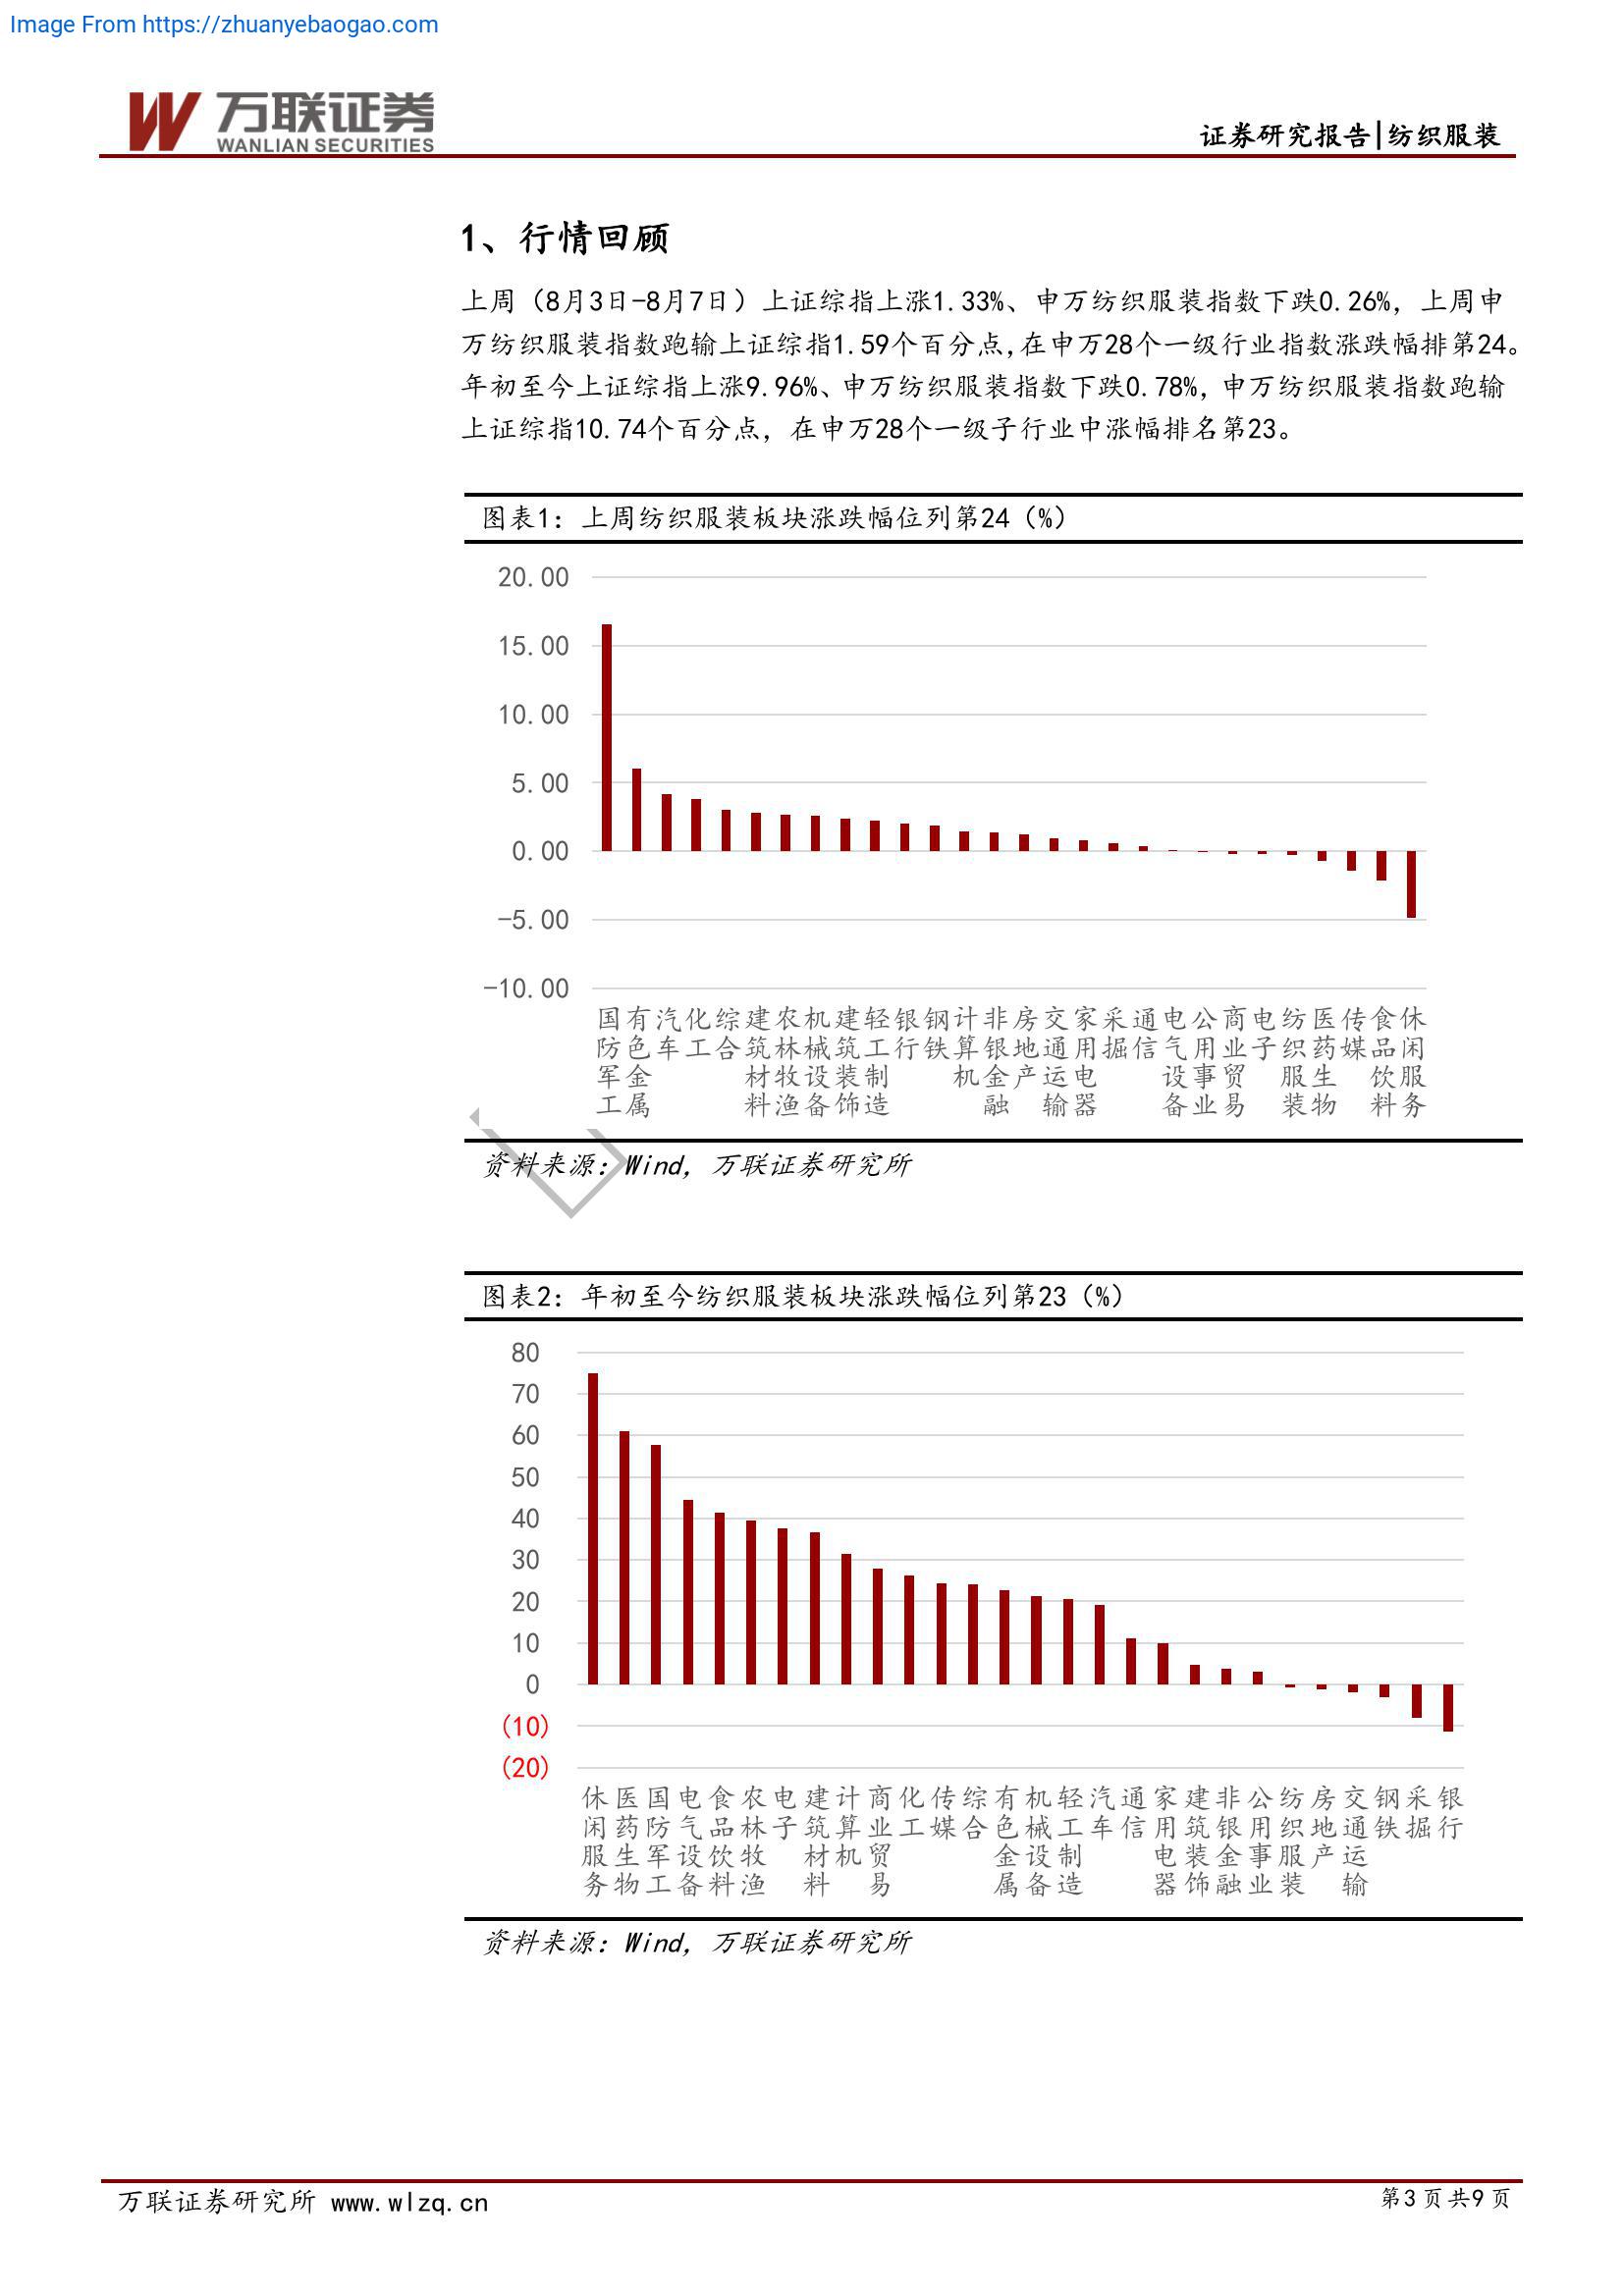 Image From https://zhuanyebaogao.com
万联证券
WANLIAN SECURITIES
证券研究报告|纺织服装
1、行情回顾
上周（8月3日-8月7日）上证综指上涨1.33%、申万纺织服装指数下跌0.26%，上周申
万纺织服装指数跑输上证综指1.59个百分点，在申万28个一级行业指数涨跌幅排第24。
年初至今上证综指上涨9.96%、申万纺织服装指数下跌0.78%，申万纺织服装指数跑输
上证综指10.74个百分点，在申万28个一级子行业中涨幅排名第23。
图表1：上周纺织服装板块涨跌幅位列第24（%）
20.00
15.00
10.00
5.00
0.00
-5.00
-10.00
国防军工
有色金属
汽车
化工
综合
建筑材料
农林牧渔
机械设备
建筑装饰
轻工制造
银行
钢铁
计算机
非银金融
房地产
交通运输
家用电器
采掘
通信
电气设备
公用事业
商业贸易
电子
纺织服装
医药生物
传媒
食品饮料
休闲服务
资料来源：Wind，万联证券研究所
图表2：年初至今纺织服装板块涨跌幅位列第23（%）
80
70
60
50
40
30
20
10
0
(10)
(20)
休闲服务
医药生物
国防军工
电气设备
食品饮料
农林牧渔
电子
建筑材料
计算机
商业贸易
化工
传媒
综合
有色金属
机械设备
轻工制造
汽车
通信
家用电器
建筑装饰
非银金融
公用事业
纺织服装
房地产
交通运输
钢铁
采掘
银行
资料来源：Wind，万联证券研究所
万联证券研究所 www.wlzq.cn
第3页共9页